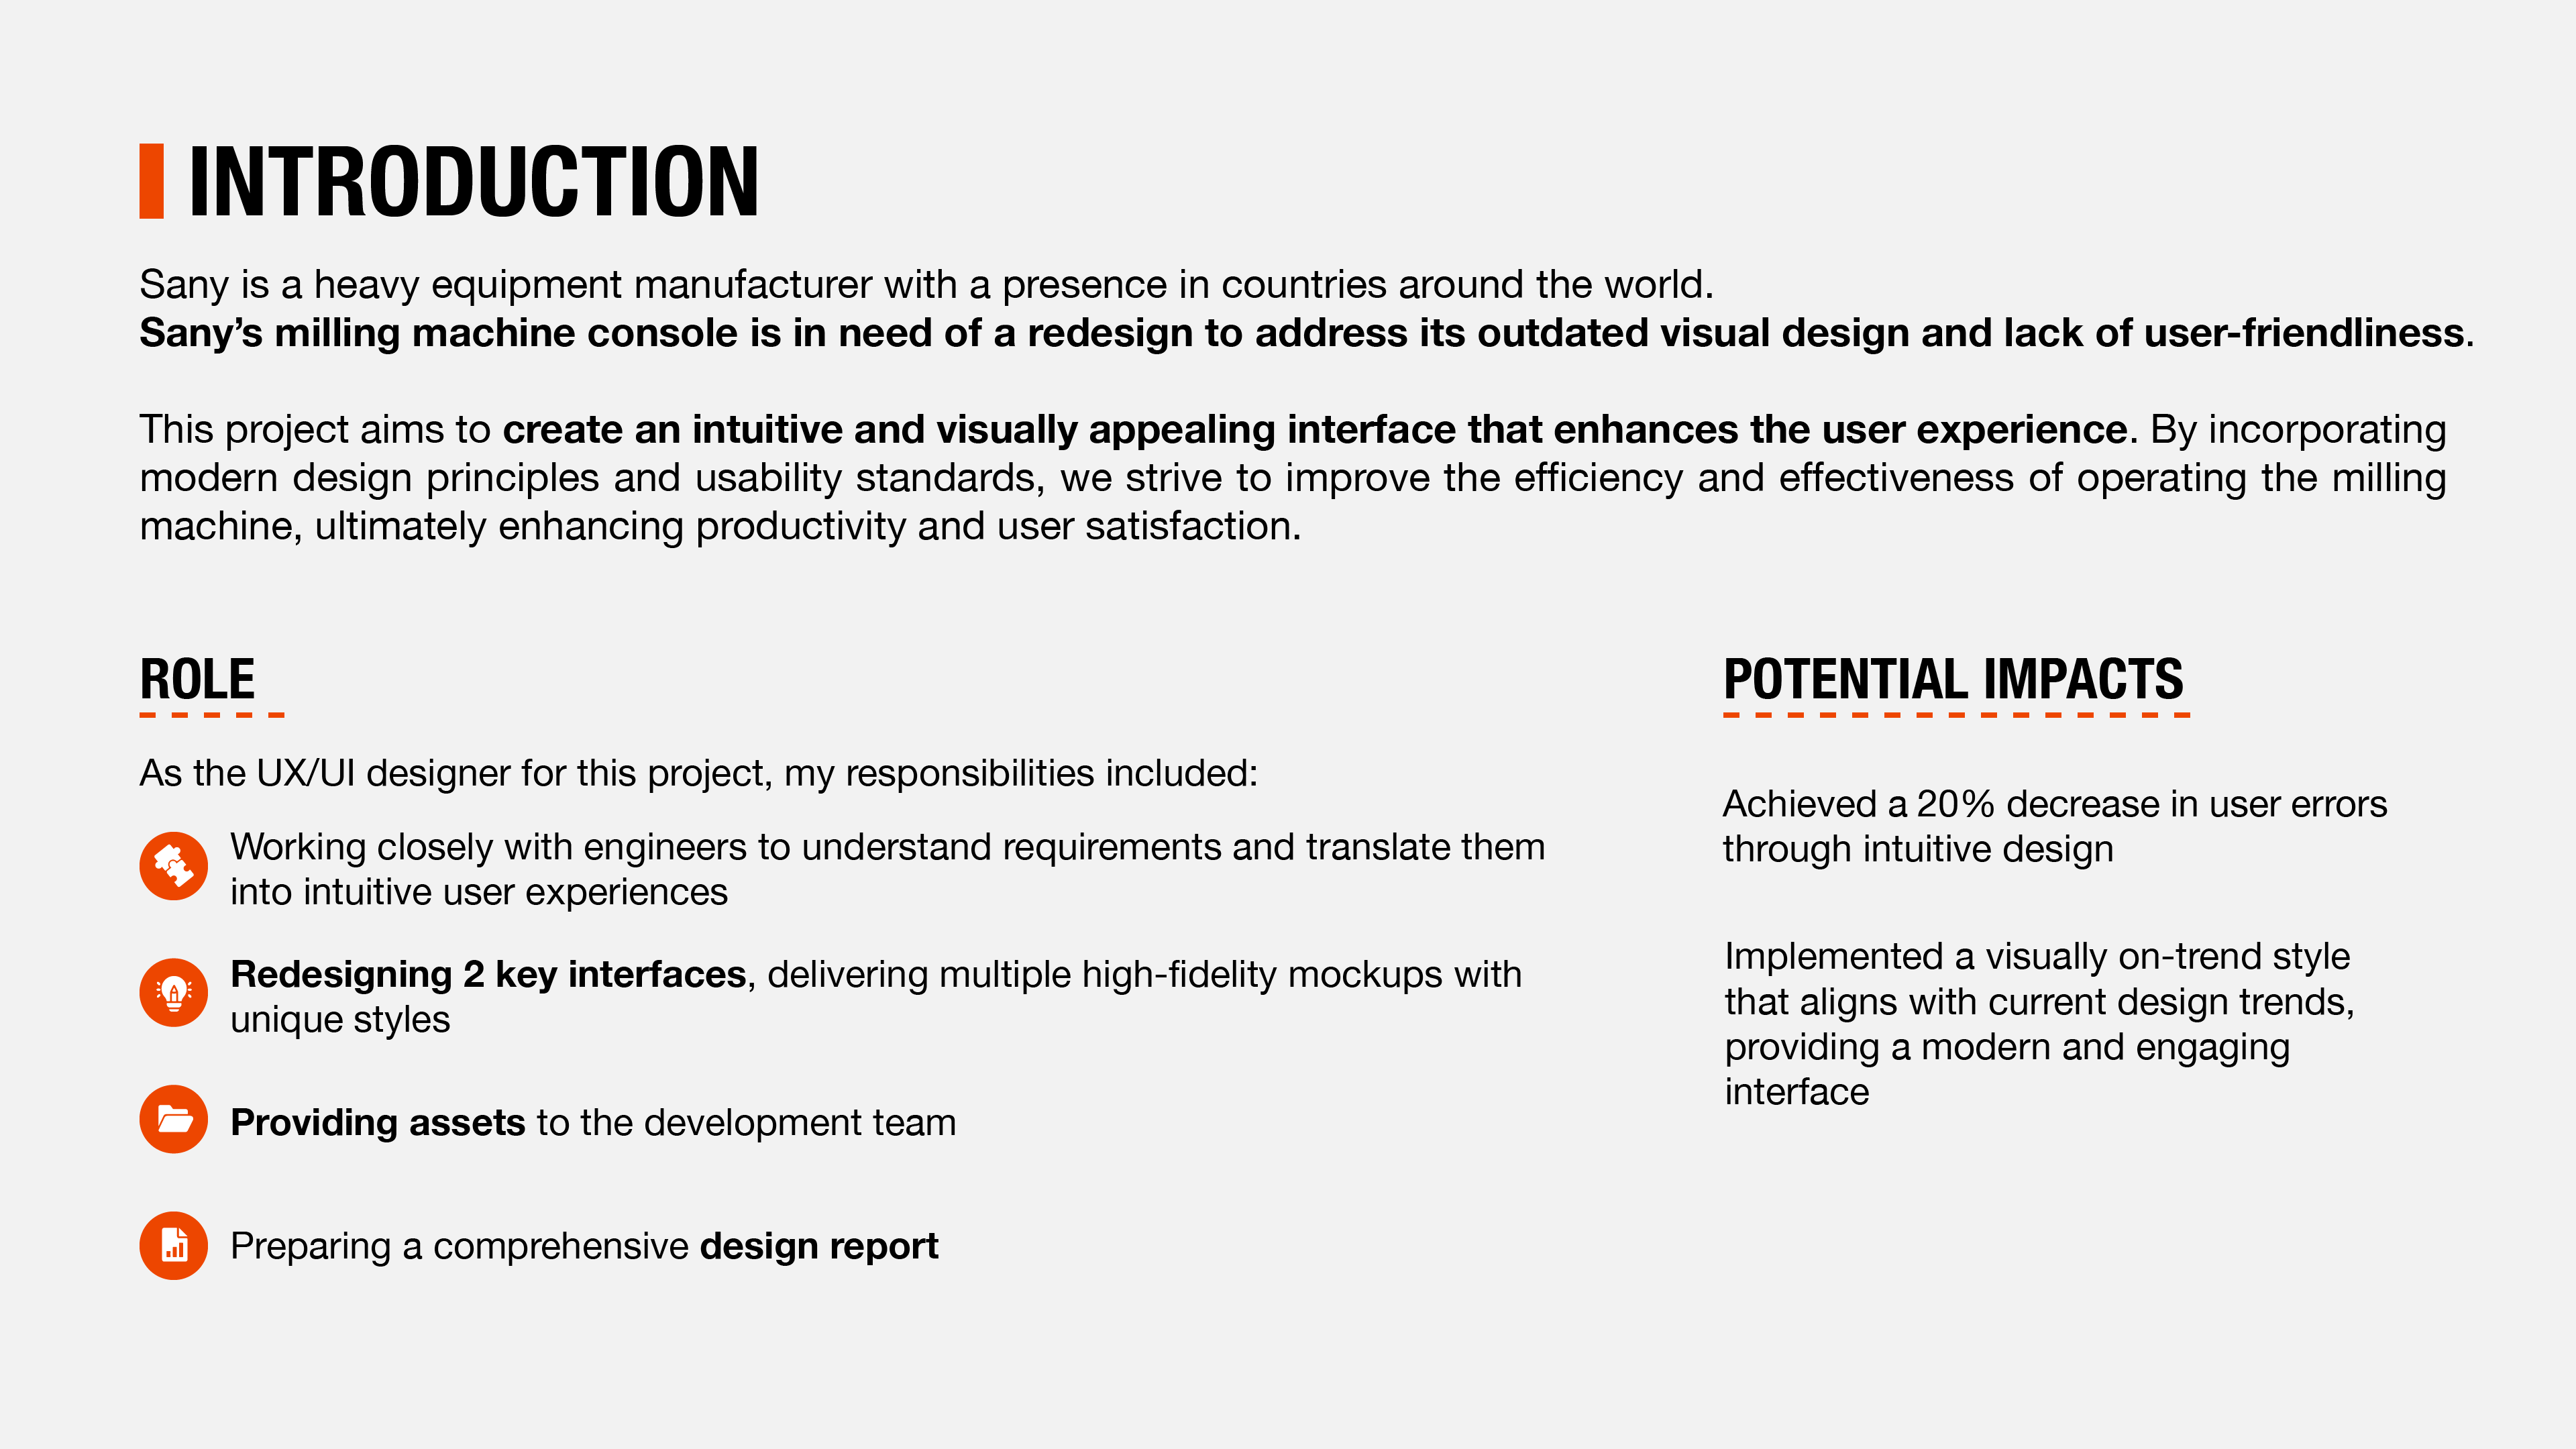 INTRODUCTION
Sany is a heavy equipment manufacturer with a presence in countries around the world.
Sany’s milling machine console is in need of a redesign to address its outdated visual design and lack of user-friendliness.
This project aims to create an intuitive and visually appealing interface that enhances the user experience. By incorporating
modern design principles and usability standards, we strive to improve the efficiency and effectiveness of operating the milling
machine, ultimately enhancing productivity and user satisfaction.
ROLE
As the UX/UI designer for this project, my responsibilities included:
Working closely with engineers to understand requirements and translate them
into intuitive user experiences
Redesigning 2 key interfaces, delivering multiple high-fidelity mockups with
unique styles
Providing assets to the development team
Preparing a comprehensive design report
POTENTIAL IMPACTS
Achieved a 20% decrease in user errors
through intuitive design
Implemented a visually on-trend style
that aligns with current design trends,
providing a modern and engaging
interface